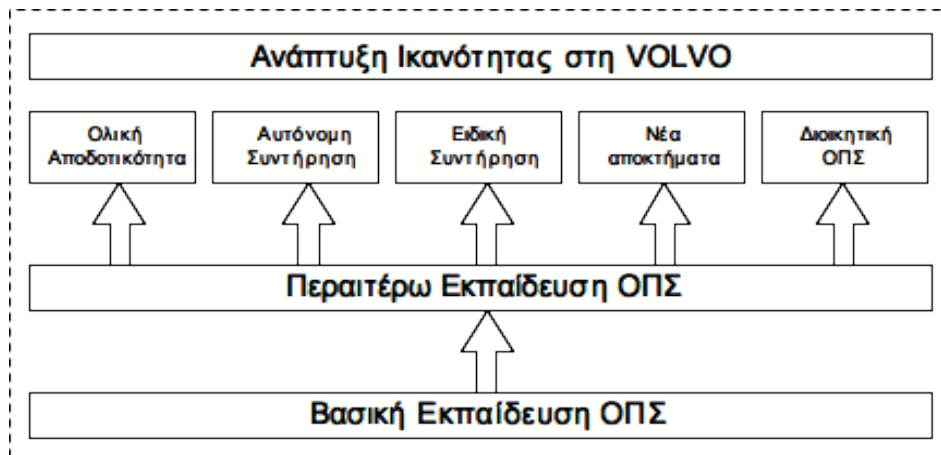 Ανάπτυξη Ικανότητας στη VOLVO
Ολική
Αποδοτικότητα
Αυτόνομη
Συντήρηση
Ειδική
Συντήρηση
Νέα
αποκτήματα
Διοικητική
ΟΠΣ
Περαιτέρω Εκπαίδευση ΟΠΣ
Βασική Εκπαίδευση ΟΠΣ